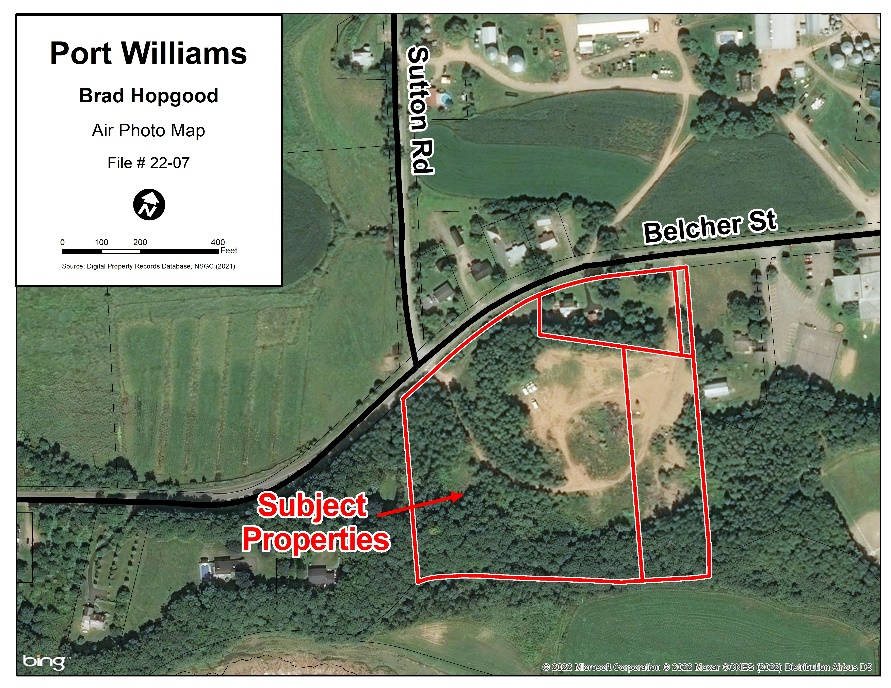 Port Williams
Brad Hopgood
Air Photo Map
File # 22-07
N
0 100 200 400
Feet
Source: Digital Property Records Database, NSGC (2021)
Sutton Rd
Belcher St
Subject
Properties
bing
© 2022 Microsoft Corporation © 2022 Maxar ©CNES (2022) Distribution Airbus DS